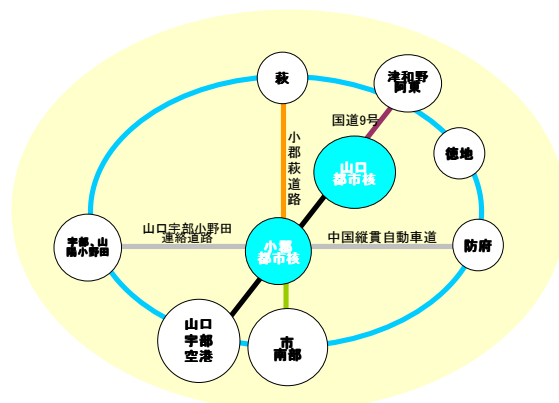 萩
津和野
阿東
国道9号
小郡萩道路
徳地
山口
都市核
山口宇部小野田
連絡道路
小郡
都市核
中国縦貫自動車道
宇部、山
陽小野田
防府
山口
宇部
空港
市
南部